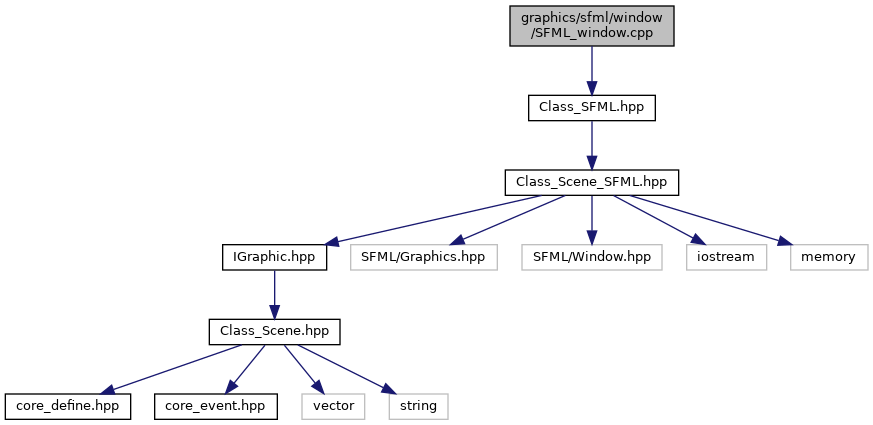 graphics/sfml/window
/SFML_window.cpp
Class_SFML.hpp
Class_Scene_SFML.hpp
IGraphic.hpp
SFML/Graphics.hpp
SFML/Window.hpp
iostream
memory
Class_Scene.hpp
core_define.hpp
core_event.hpp
vector
string